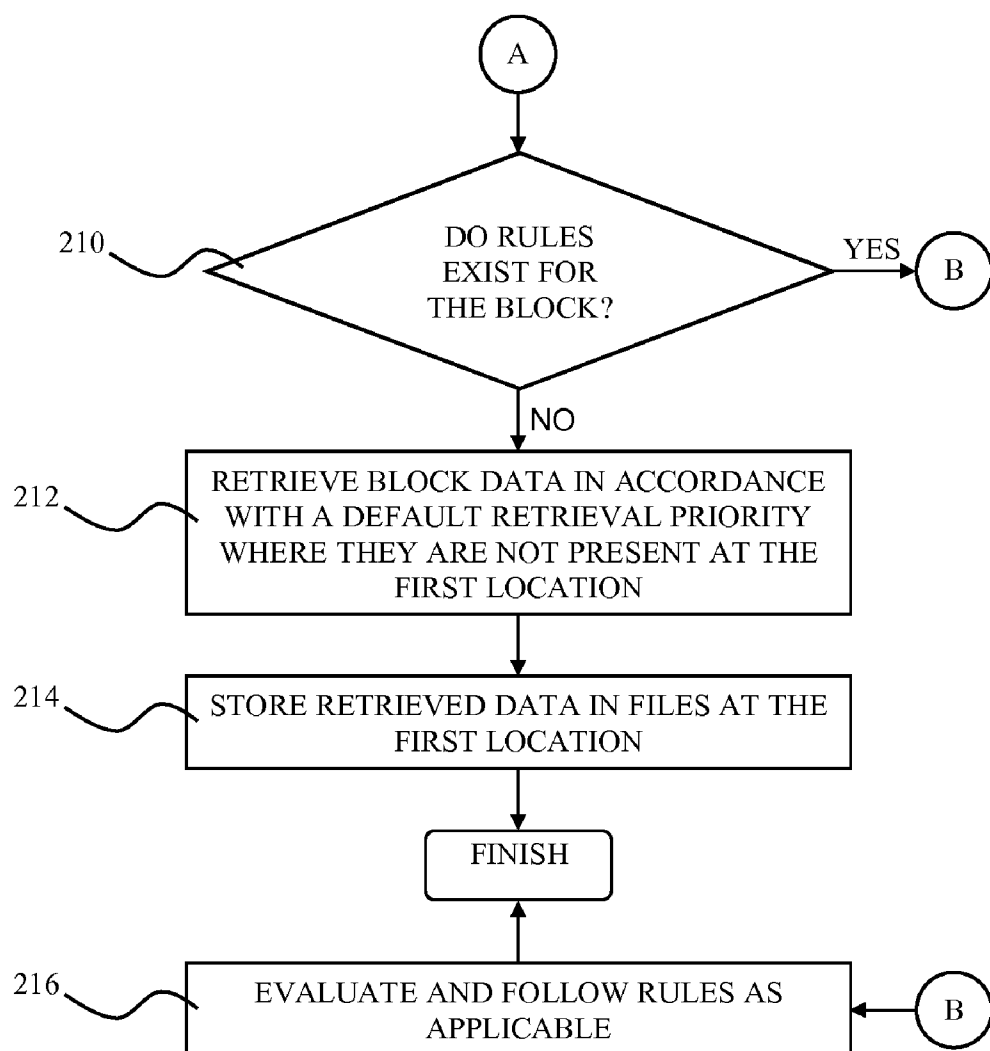 A
210
DO RULES
EXIST FOR
THE BLOCK?
YES
B
NO
212
RETRIEVE BLOCK DATA IN ACCORDANCE
WITH A DEFAULT RETRIEVAL PRIORITY
WHERE THEY ARE NOT PRESENT AT THE
FIRST LOCATION
214
STORE RETRIEVED DATA IN FILES AT THE
FIRST LOCATION
FINISH
216
EVALUATE AND FOLLOW RULES AS
APPLICABLE
B